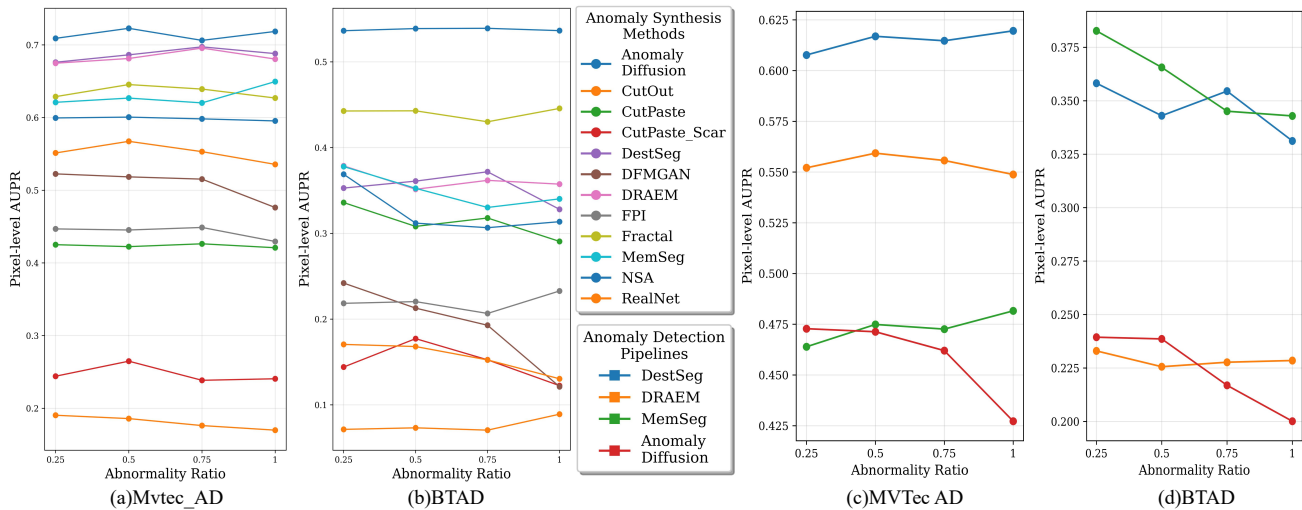 Pixel-level AUPR
0.7
0.6
0.5
0.4
0.3
0.2
0.25
0.5
0.75
1
Abnormality Ratio
(a)Mvtec_AD
Pixel-level AUPR
0.5
0.4
0.3
0.2
0.1
0.25
0.5
0.75
1
Abnormality Ratio
(b)BTAD
Anomaly Synthesis
Methods
Anomaly
Diffusion
CutOut
CutPaste
CutPaste_Scar
DestSeg
DFMGAN
DRAEM
FPI
Fractal
MemSeg
NSA
RealNet
Anomaly Detection
Pipelines
DestSeg
DRAEM
MemSeg
Anomaly
Diffusion
Pixel-level AUPR
0.625
0.600
0.575
0.550
0.525
0.500
0.475
0.450
0.425
0.25
0.5
0.75
1
Abnormality Ratio
(c)MVTec AD
Pixel-level AUPR
0.375
0.350
0.325
0.300
0.275
0.250
0.225
0.200
0.25
0.5
0.75
1
Abnormality Ratio
(d)BTAD